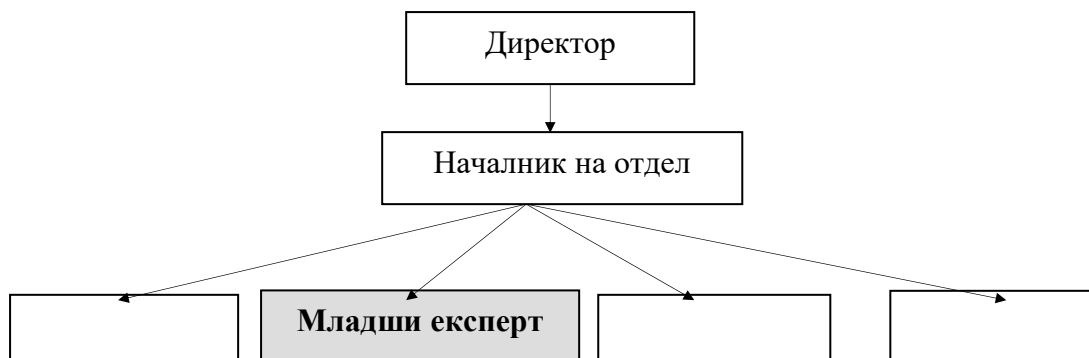 Директор
Началник на отдел
Младши експерт